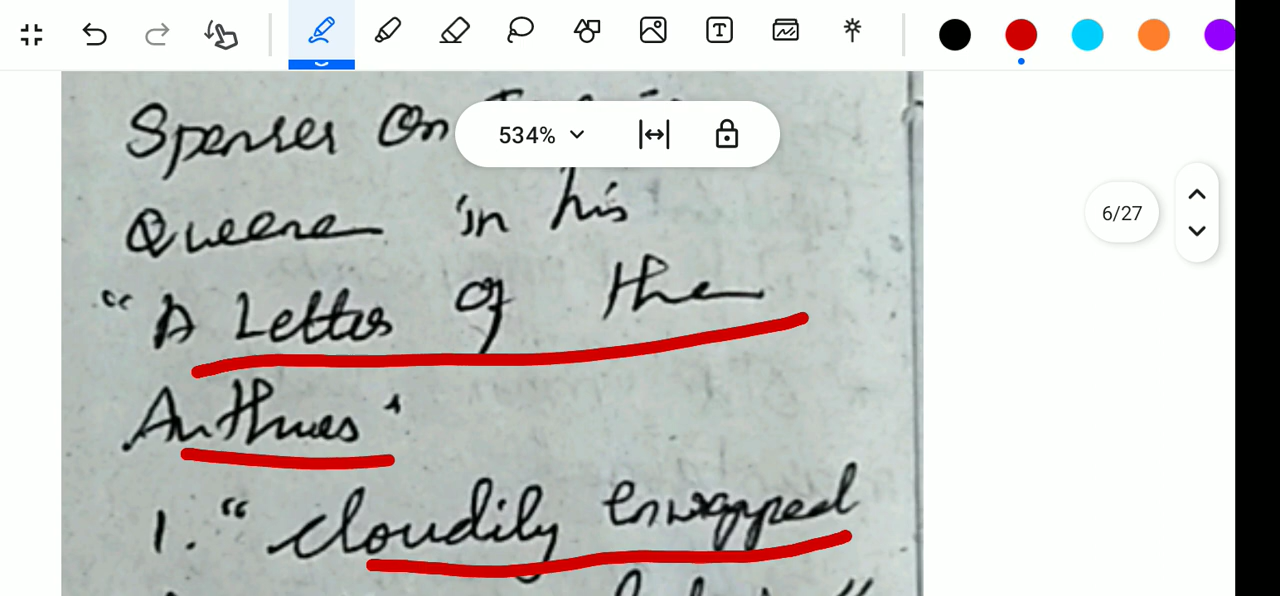 534%
6/27
Spenser On
Queene in his
"A Letter of the
Authors"
1. "cloudily Enwrapped